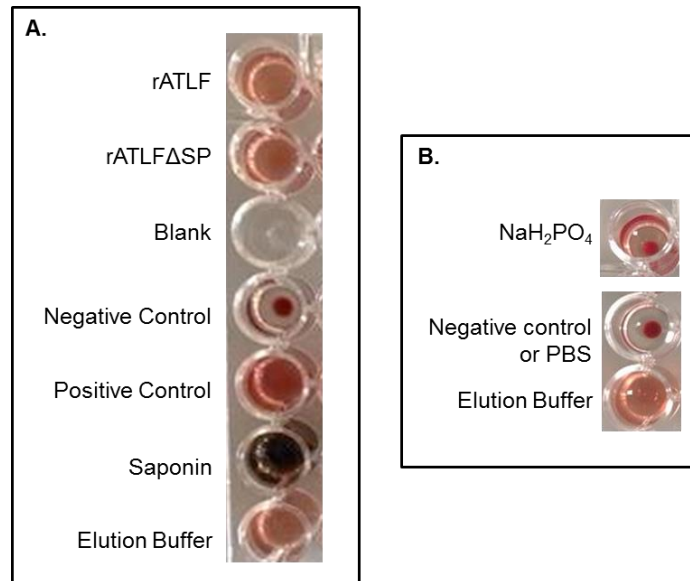 A.
rATLF
rATLFΔSP
Blank
Negative Control
Positive Control
Saponin
Elution Buffer
B.
NaH₂PO₄
Negative control
or PBS
Elution Buffer